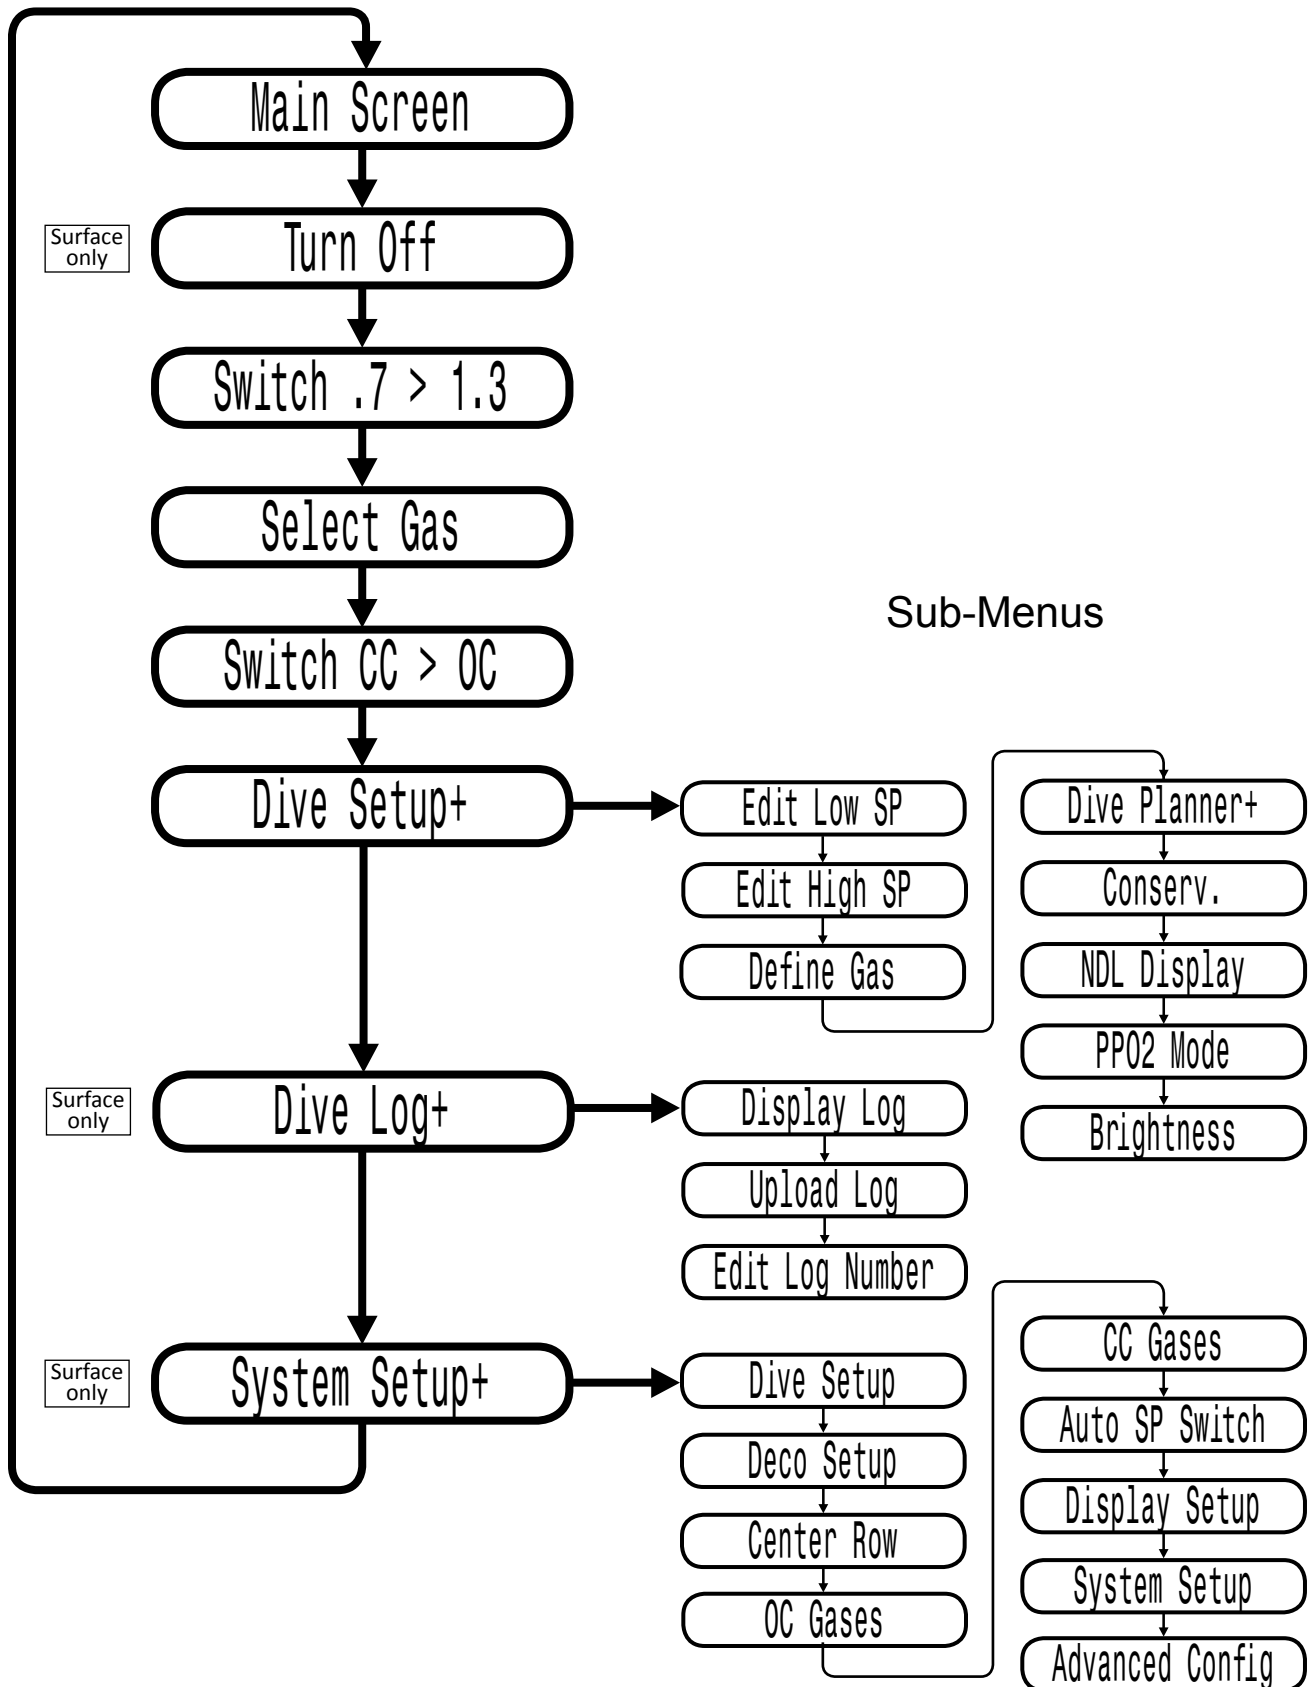 Main Screen
Surface
only
Turn Off
Switch .7 > 1.3
Select Gas
Switch CC > OC
Sub-Menus
Dive Setup+
Edit Low SP
Edit High SP
Define Gas
Dive Planner+
Conserv.
NDL Display
PPO2 Mode
Brightness
Surface
only
Dive Log+
Display Log
Upload Log
Edit Log Number
Surface
only
System Setup+
Dive Setup
Deco Setup
Center Row
OC Gases
CC Gases
Auto SP Switch
Display Setup
System Setup
Advanced Config